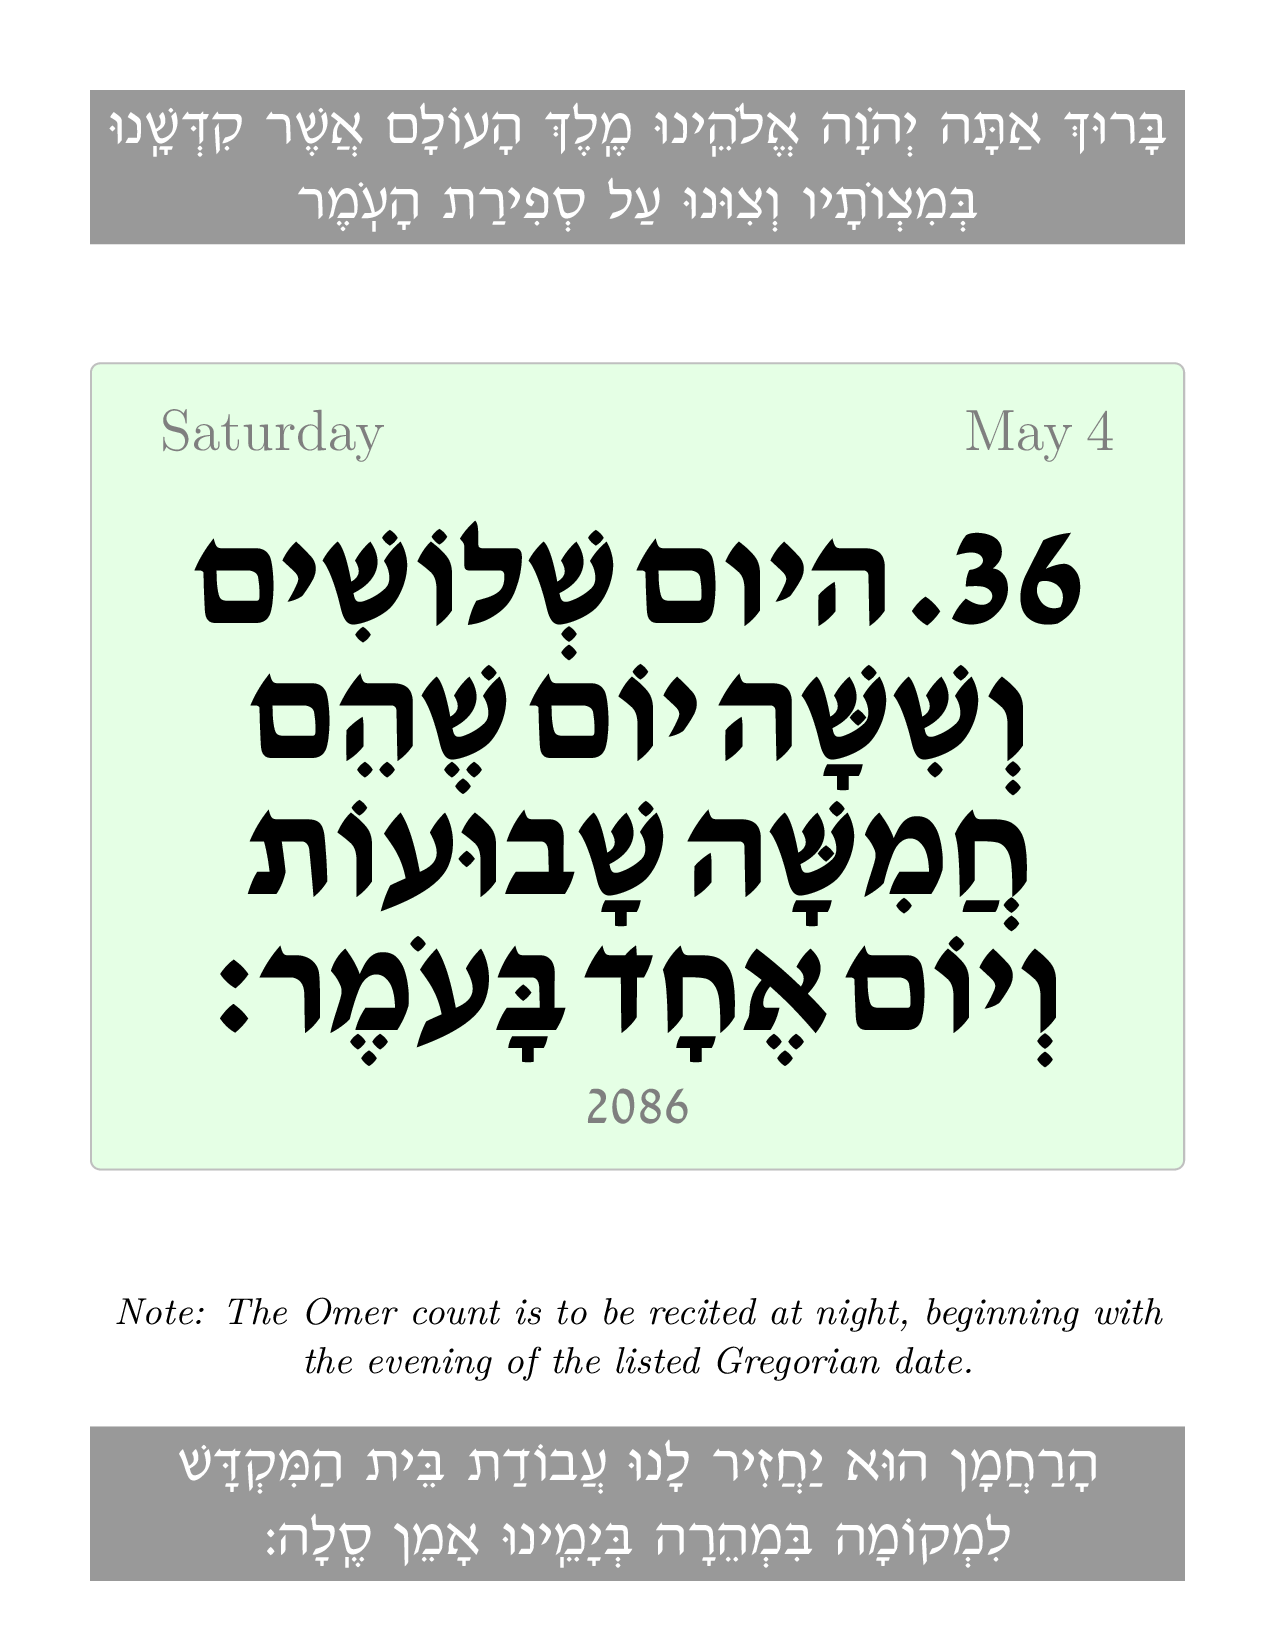 בָּרוּךְ אַתָּה יְהֹוָה אֱלֹהֵֽינוּ מֶֽלֶךְ הָעוֹלָם אֲשֶׁר קִדְּשָֽׁנוּ
בְּמִצְוֹתָיו וְצִוּנוּ עַל סְפִירַת הָעֹֽמֶר
Saturday
May 4
36. היום שְׁלוֹשִׁים
וְשִׁשָּׁה יוֹם שֶׁהֵם
חֲמִשָּׁה שָׁבוּעוֹת
וְיוֹם אֶחָד בָּעֹמֶר:
2086
Note: The Omer count is to be recited at night, beginning with
the evening of the listed Gregorian date.
הָרַחֲמָן הוּא יַחֲזִיר לָנוּ עֲבוֹדַת בֵּית הַמִּקְדָּשׁ
לִמְקוֹמָהּ בִּמְהֵרָה בְּיָמֵֽינוּ אָמֵן סֶֽלָה: